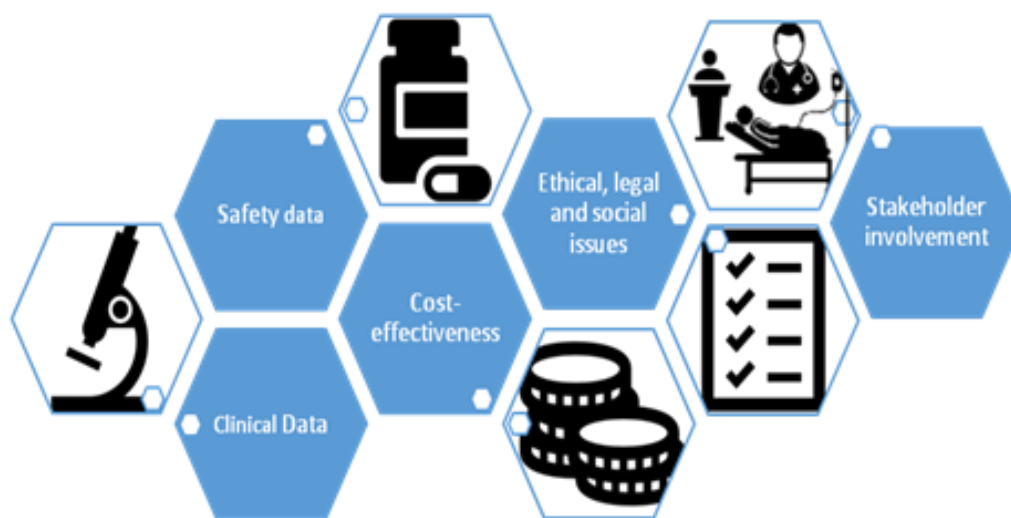 Safety data
Clinical Data
Cost-
effectiveness
Ethical, legal
and social
issues
Stakeholder
involvement